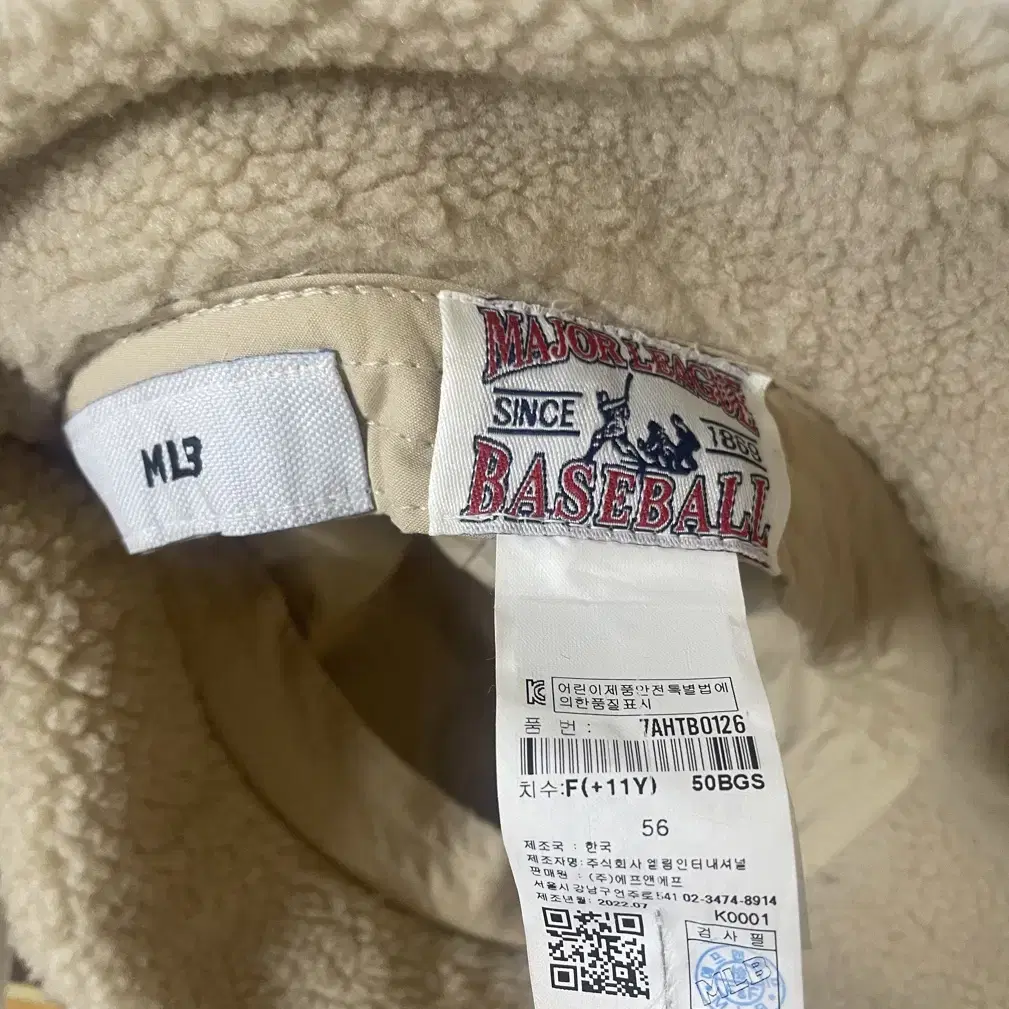 MLB
MAJOR LEAGUE
SINCE 1869
BASEBALL
어린이제품안전특별법에
의한품질표시
품 번 : 7AHTB0126
치수:F(+11Y) 50BGS
56
제조국 : 한국
제조자명: 주식회사 엘림인터내셔널
판매원 : (주)에프앤에프
서울시강남구언주로541 02-3474-8914
제조년월: 2022.07
K0001
검 사 필
MLB